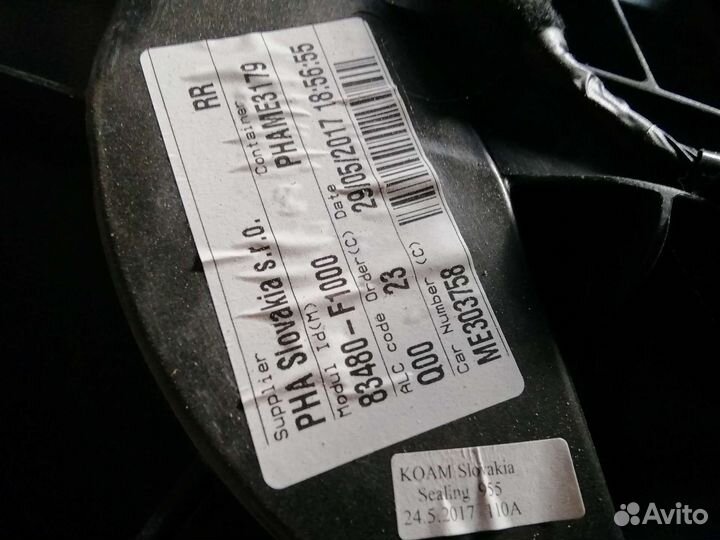 Supplier
PHA Slovakia s.r.o. RR
Modul Id(M) Container
83480-F1000 PHAME3179
ALC code Order(C) Date
Q00 23 29/05/2017 18:56:55
Car Number (C)
ME303758
KOAM Slovakia
Sealing 955
24.5.2017 110A
Avito